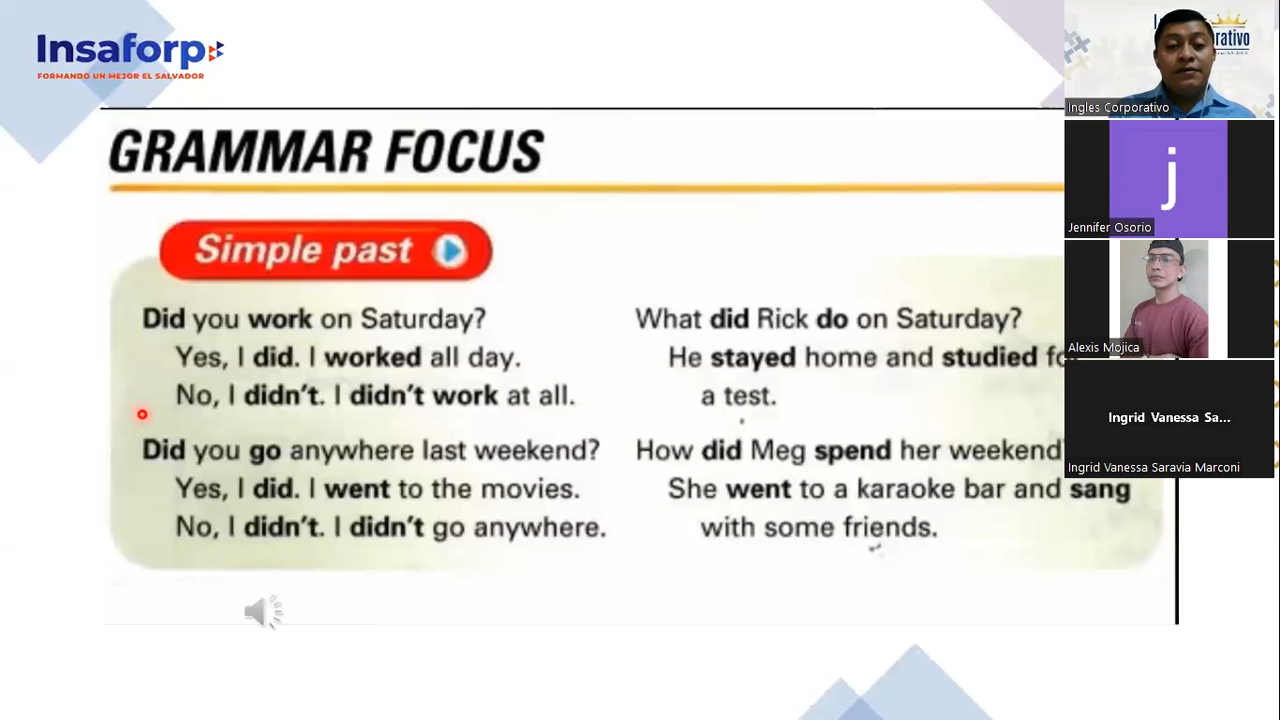 Insaforp
FORMANDO UN MEJOR EL SALVADOR
GRAMMAR FOCUS
Simple past
Did you work on Saturday?
Yes, I did. I worked all day.
No, I didn't. I didn't work at all.
Did you go anywhere last weekend?
Yes, I did. I went to the movies.
No, I didn't. I didn't go anywhere.
What did Rick do on Saturday?
He stayed home and studied
a test.
How did Meg spend her weekend
She went to a karaoke bar and sang
with some friends.
Ingles Corporativo
j
Jennifer Osorio
Alexis Mojica
Ingrid Vanessa Sa...
Ingrid Vanessa Saravia Marconi